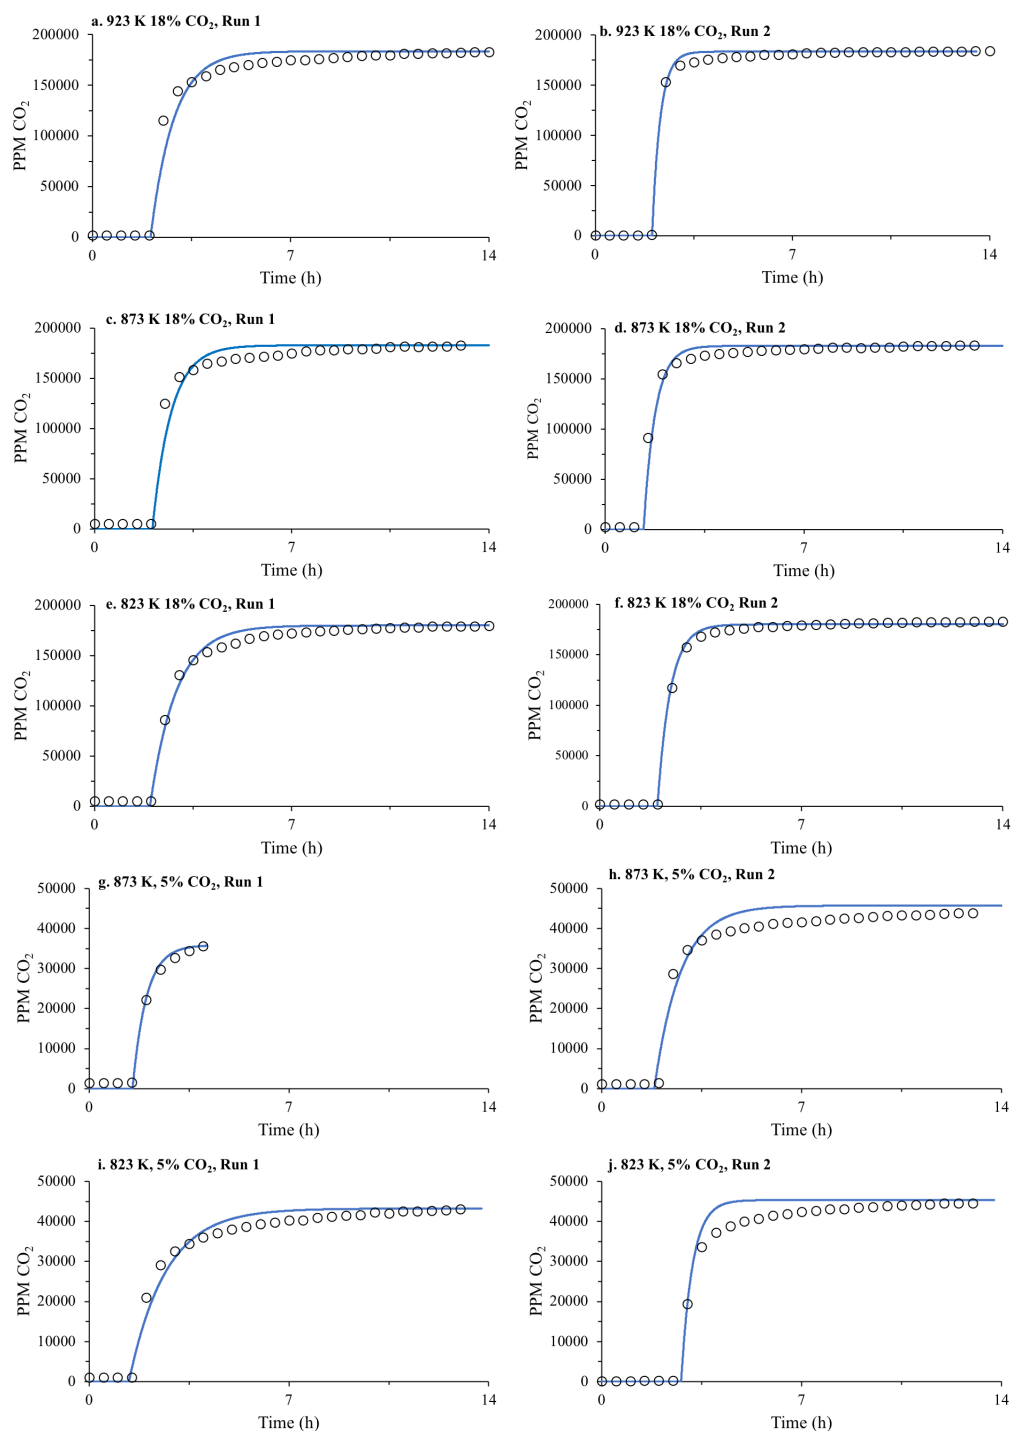 a. 923 K 18% CO₂, Run 1
200000
150000
100000
50000
0
PPM CO₂
0 7 14
Time (h)
b. 923 K 18% CO₂, Run 2
200000
150000
100000
50000
0
PPM CO₂
0 7 14
Time (h)
c. 873 K 18% CO₂, Run 1
200000
150000
100000
50000
0
PPM CO₂
0 7 14
Time (h)
d. 873 K 18% CO₂, Run 2
200000
150000
100000
50000
0
PPM CO₂
0 7 14
Time (h)
e. 823 K 18% CO₂, Run 1
200000
150000
100000
50000
0
PPM CO₂
0 7 14
Time (h)
f. 823 K 18% CO₂ Run 2
200000
150000
100000
50000
0
PPM CO₂
0 7 14
Time (h)
g. 873 K, 5% CO₂, Run 1
50000
40000
30000
20000
10000
0
PPM CO₂
0 7 14
Time (h)
h. 873 K, 5% CO₂, Run 2
50000
40000
30000
20000
10000
0
PPM CO₂
0 7 14
Time (h)
i. 823 K, 5% CO₂, Run 1
50000
40000
30000
20000
10000
0
PPM CO₂
0 7 14
Time (h)
j. 823 K, 5% CO₂, Run 2
50000
40000
30000
20000
10000
0
PPM CO₂
0 7 14
Time (h)